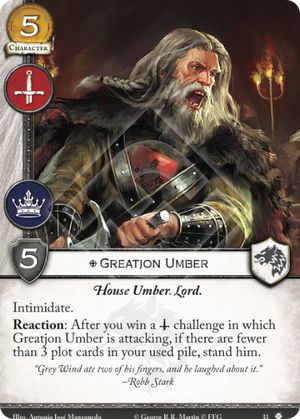 5
Character
5
Greatjon Umber
House Umber. Lord.
Intimidate.
Reaction: After you win a challenge in which
Greatjon Umber is attacking, if there are fewer
than 3 plot cards in your used pile, stand him.
"Grey Wind ate two of his fingers, and he laughed about it."
–Robb Stark
Illus. Antonio José Manzanedo
© George R.R. Martin © FFG
11